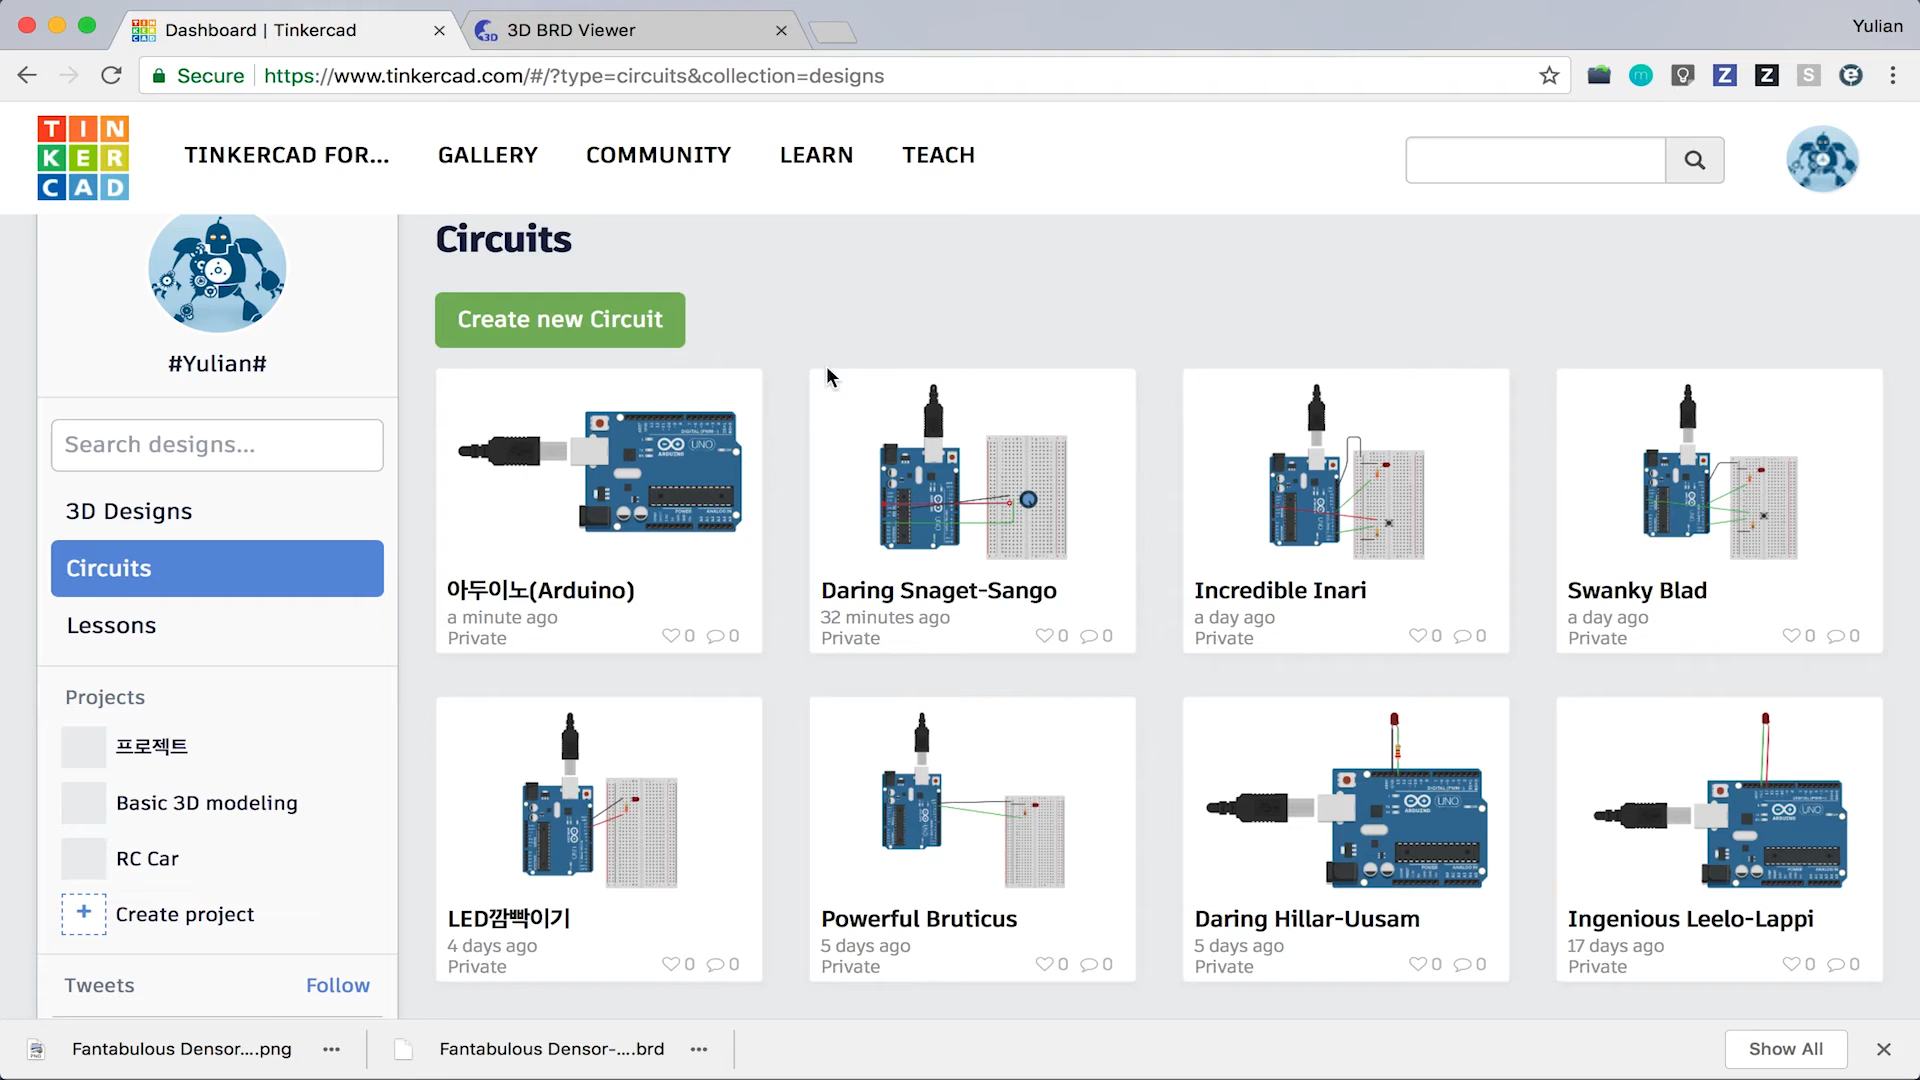 Dashboard | Tinkercad
3D BRD Viewer
Yulian
Secure
https://www.tinkercad.com/#/?type=circuits&collection=designs
TIN
KER
CAD
TINKERCAD FOR...
GALLERY
COMMUNITY
LEARN
TEACH
#Yulian#
Search designs...
3D Designs
Circuits
Lessons
Projects
프로젝트
Basic 3D modeling
RC Car
+ Create project
Tweets
Follow
Circuits
Create new Circuit
아두이노(Arduino)
a minute ago
Private
0 0
Daring Snaget-Sango
32 minutes ago
Private
0 0
Incredible Inari
a day ago
Private
0 0
Swanky Blad
a day ago
Private
0 0
LED깜빡이기
4 days ago
Private
0 0
Powerful Bruticus
5 days ago
Private
0 0
Daring Hillar-Uusam
5 days ago
Private
0 0
Ingenious Leelo-Lappi
17 days ago
Private
0 0
Fantabulous Densor....png
Fantabulous Densor-....brd
Show All